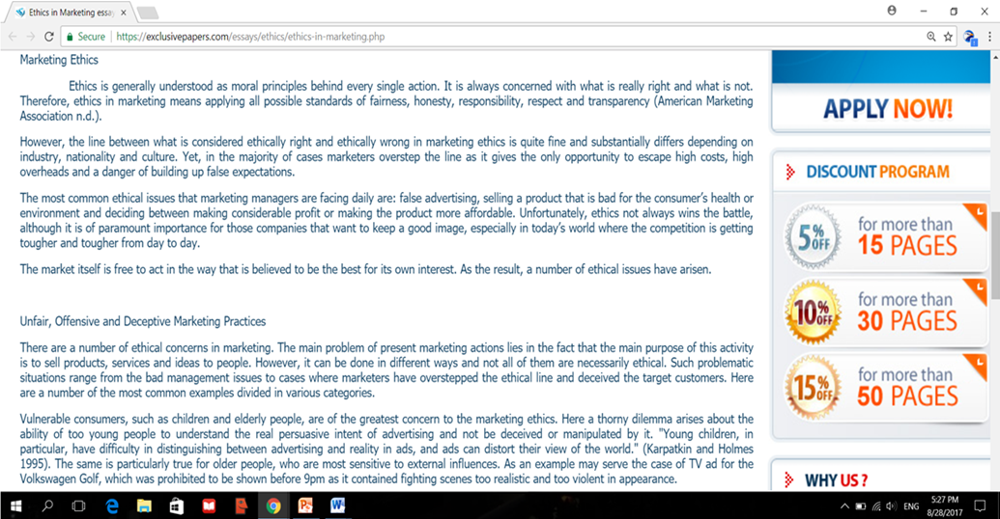 Ethics in Marketing essa
Secure
https://exclusivepapers.com/essays/ethics/ethics-in-marketing.php
Marketing Ethics
Ethics is generally understood as moral principles behind every single action. It is always concerned with what is really right and what is not.
Therefore, ethics in marketing means applying all possible standards of fairness, honesty, responsibility, respect and transparency (American Marketing
Association n.d.).
However, the line between what is considered ethically right and ethically wrong in marketing ethics is quite fine and substantially differs depending on
industry, nationality and culture. Yet, in the majority of cases marketers overstep the line as it gives the only opportunity to escape high costs, high
overheads and a danger of building up false expectations.
The most common ethical issues that marketing managers are facing daily are: false advertising, selling a product that is bad for the consumer's health or
environment and deciding between making considerable profit or making the product more affordable. Unfortunately, ethics not always wins the battle,
although it is of paramount importance for those companies that want to keep a good image, especially in today's world where the competition is getting
tougher and tougher from day to day.
The market itself is free to act in the way that is believed to be the best for its own interest. As the result, a number of ethical issues have arisen.
Unfair, Offensive and Deceptive Marketing Practices
There are a number of ethical concerns in marketing. The main problem of present marketing actions lies in the fact that the main purpose of this activity
is to sell products, services and ideas to people. However, it can be done in different ways and not all of them are necessarily ethical. Such problematic
situations range from the bad management issues to cases where marketers have overstepped the ethical line and deceived the target customers. Here
are a number of the most common examples divided in various categories.
Vulnerable consumers, such as children and elderly people, are of the greatest concern to the marketing ethics. Here a thorny dilemma arises about the
ability of too young people to understand the real persuasive intent of advertising and not be deceived or manipulated by it. "Young children, in
particular, have difficulty in distinguishing between advertising and reality in ads, and ads can distort their view of the world." (Karpatkin and Holmes
1995). The same is particularly true for older people, who are most sensitive to external influences. As an example may serve the case of TV ad for the
Volkswagen Golf, which was prohibited to be shown before 9pm as it contained fighting scenes too realistic and too violent in appearance.
APPLY NOW!
DISCOUNT PROGRAM
5% OFF
for more than
15 PAGES
10% OFF
for more than
30 PAGES
15% OFF
for more than
50 PAGES
WHY US ?
ENG
5:27 PM
8/28/2017